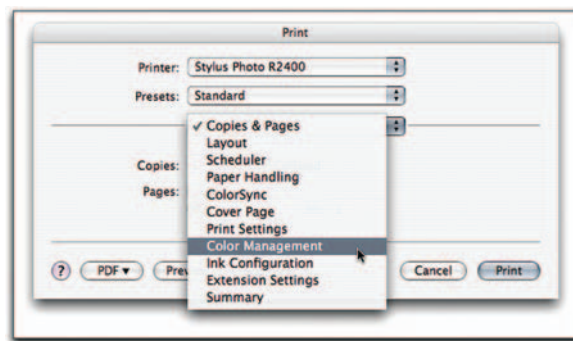 Print
Printer: Stylus Photo R2400
Presets: Standard
✓ Copies & Pages
Layout
Scheduler
Copies:
Paper Handling
Pages:
ColorSync
Cover Page
Print Settings
Color Management
Ink Configuration
Extension Settings
Summary
? PDF ▾ Prev Cancel Print